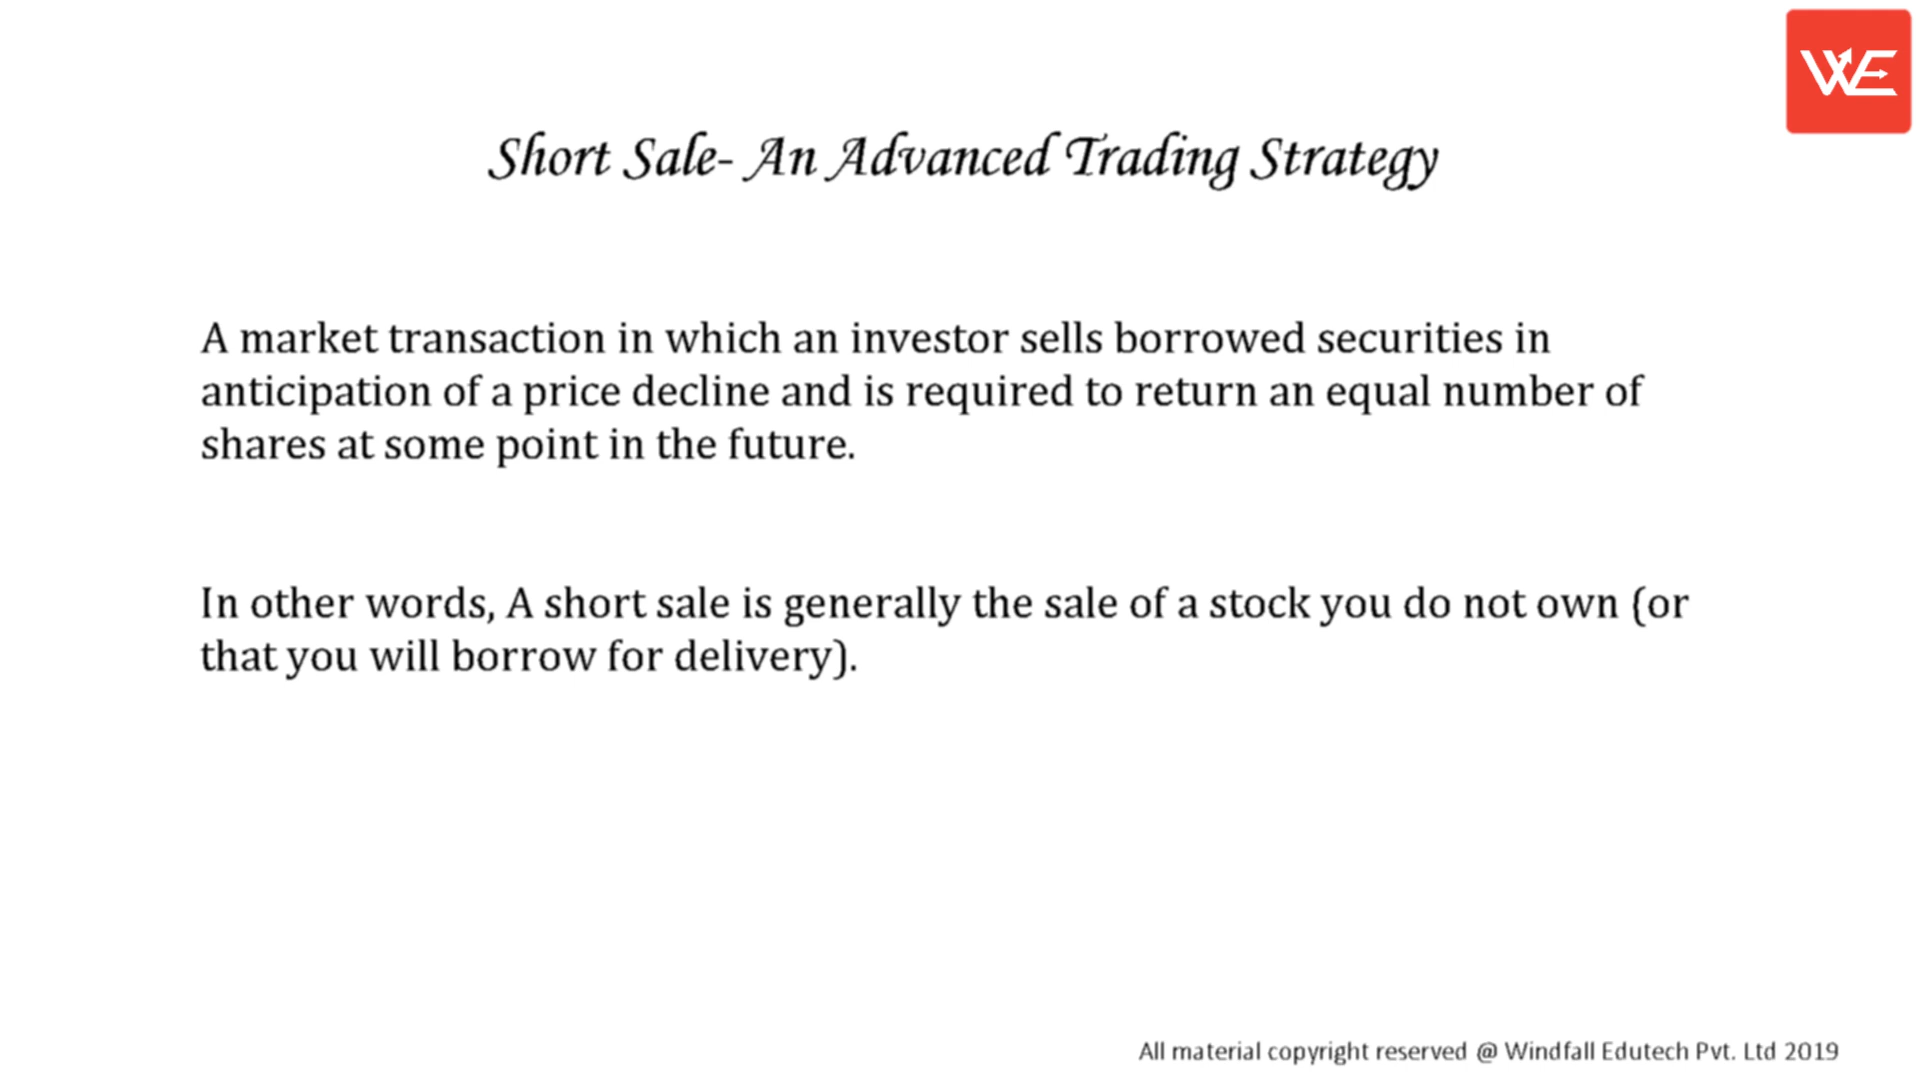 WE
Short Sale- An Advanced Trading Strategy
A market transaction in which an investor sells borrowed securities in
anticipation of a price decline and is required to return an equal number of
shares at some point in the future.
In other words, A short sale is generally the sale of a stock you do not own (or
that you will borrow for delivery).
All material copyright reserved @ Windfall Edutech Pvt. Ltd 2019